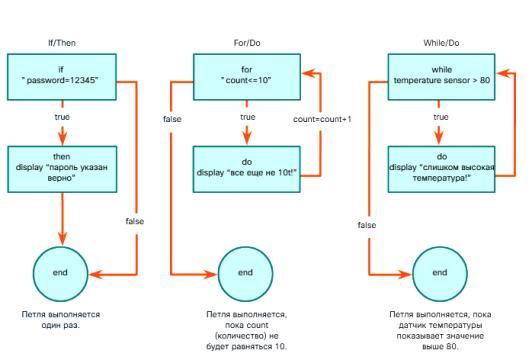 If/Then
if
" password=12345"
true
then
display "пароль указан
верно"
false
end
Петля выполняется
один раз.
For/Do
for
" count<=10"
false
true
count=count+1
do
display "все еще не 10t!"
end
Петля выполняется,
пока count
(количество) не
будет равняться 10.
While/Do
while
temperature sensor > 80
true
do
display "слишком высокая
температура!"
false
end
Петля выполняется, пока
датчик температуры
показывает значение
выше 80.